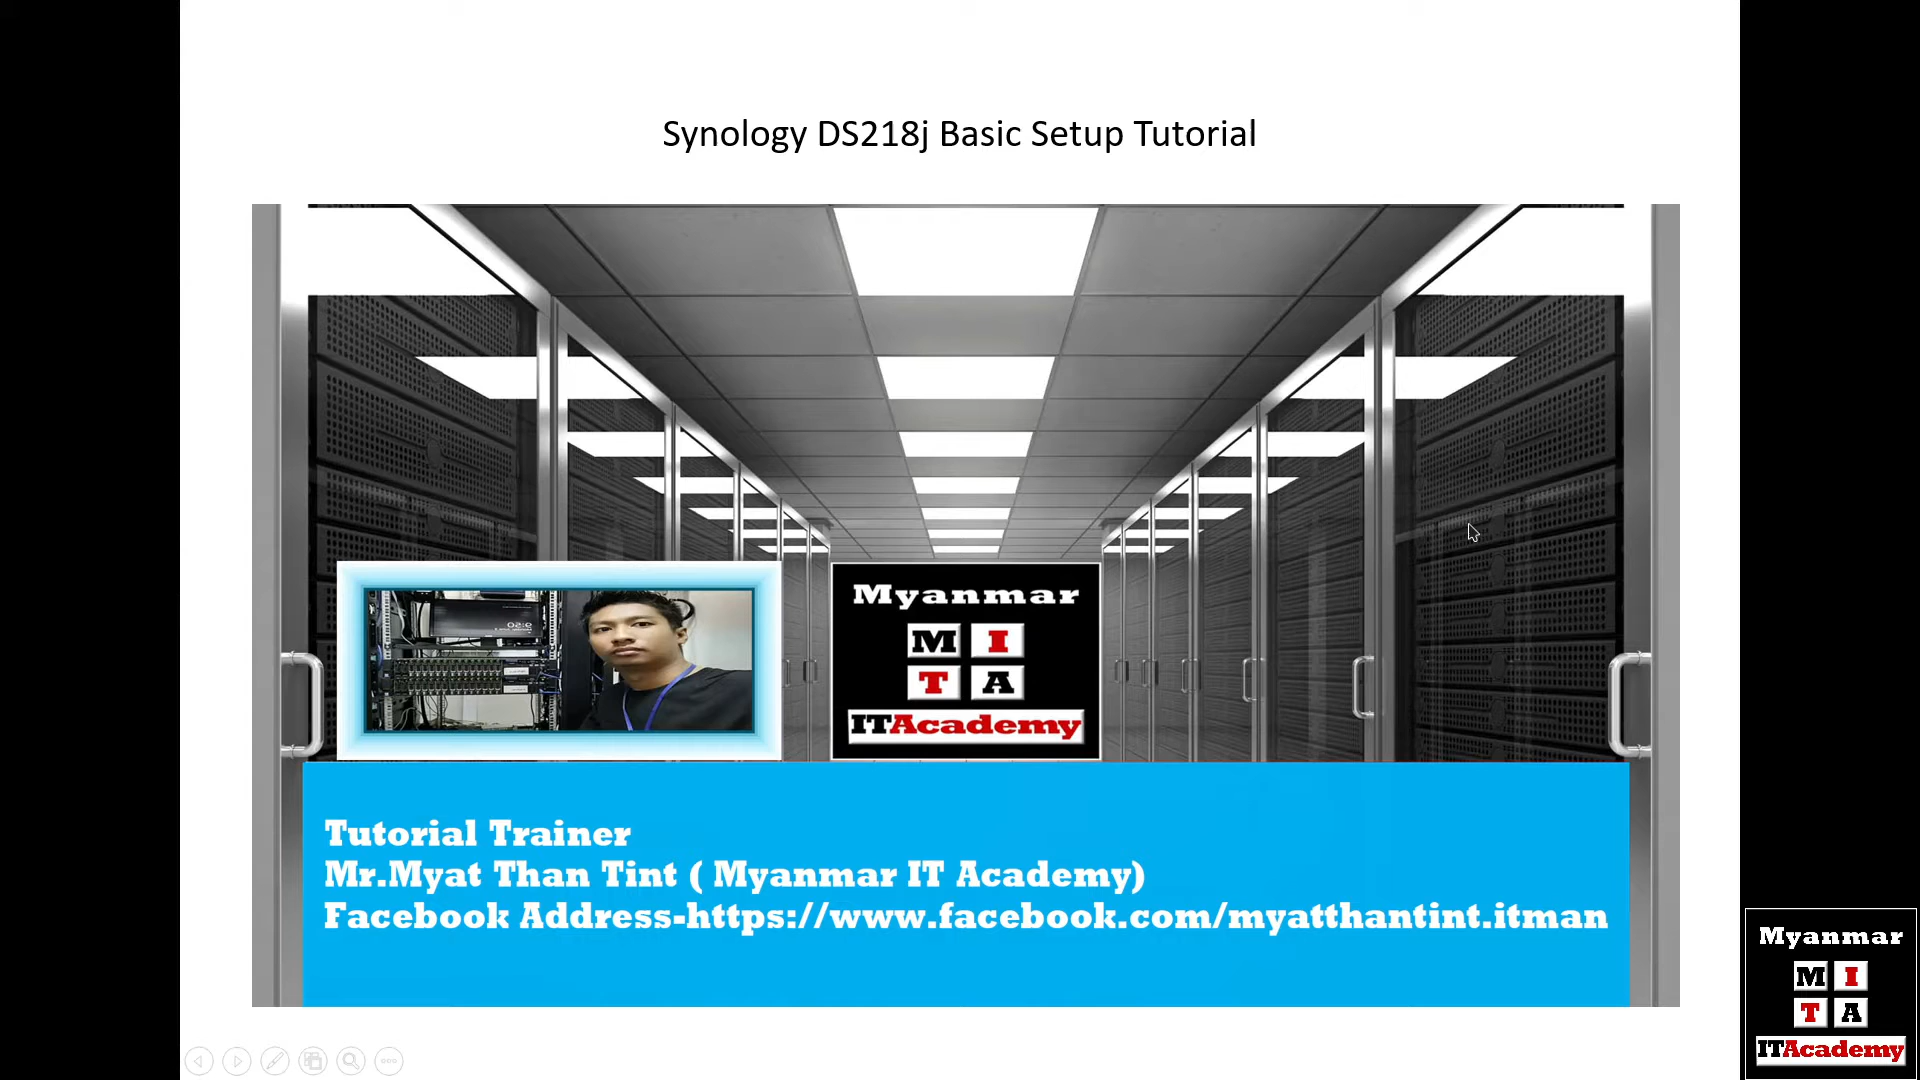 Synology DS218j Basic Setup Tutorial
Myanmar
M I
T A
ITAcademy
Tutorial Trainer
Mr.Myat Than Tint ( Myanmar IT Academy)
Facebook Address-https://www.facebook.com/myatthantint.itman
Myanmar
M I
T A
ITAcademy